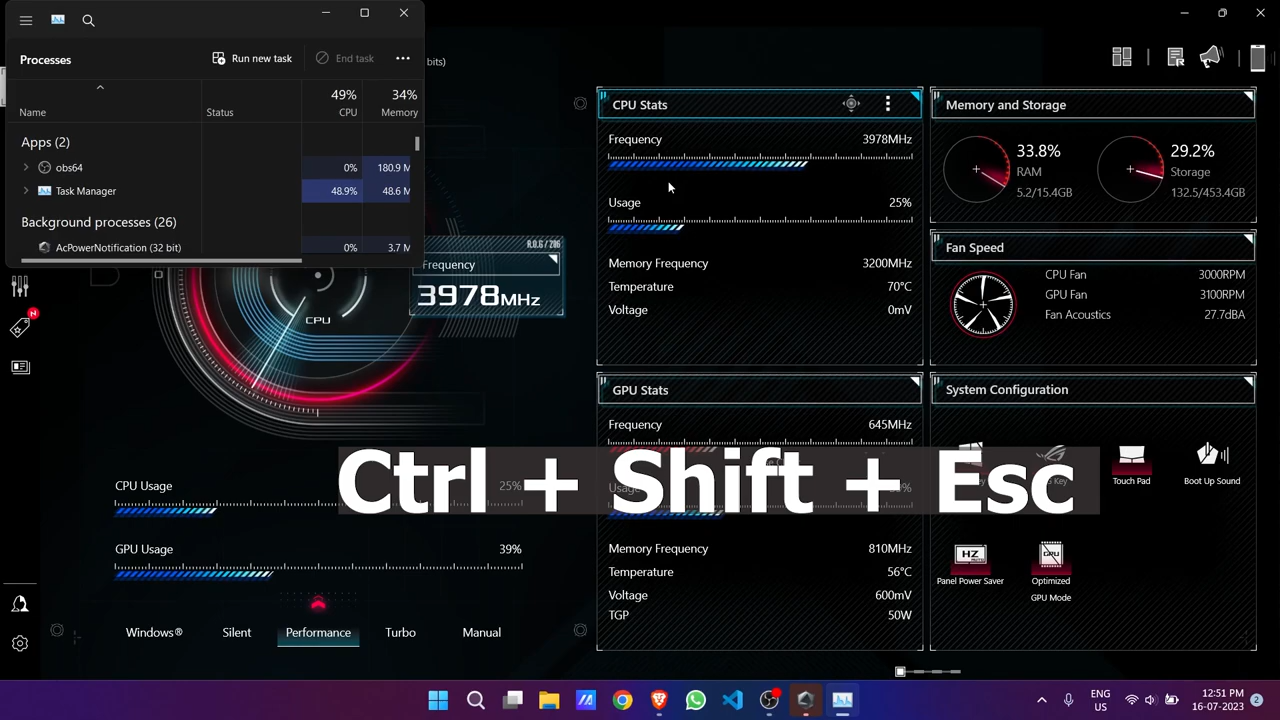 Processes
Run new task
End task
49%
34%
Name
Status
CPU
Memory
Apps (2)
obs64
0%
180.9 M
Task Manager
48.9%
48.6 M
Background processes (26)
AcPowerNotification (32 bit)
0%
3.7 M
bits)
Frequency
R.O.G / 286
3978MHz
CPU
CPU Usage
25%
GPU Usage
39%
Windows®
Silent
Performance
Turbo
Manual
CPU Stats
Frequency
3978MHz
Usage
25%
Memory Frequency
3200MHz
Temperature
70°C
Voltage
0mV
Memory and Storage
33.8%
RAM
5.2/15.4GB
29.2%
Storage
132.5/453.4GB
Fan Speed
CPU Fan
3000RPM
GPU Fan
3100RPM
Fan Acoustics
27.7dBA
GPU Stats
Frequency
645MHz
Usage
Memory Frequency
810MHz
Temperature
56°C
Voltage
600mV
TGP
50W
System Configuration
Touch Pad
Boot Up Sound
HZ
Panel Power Saver
GPU
Optimized
GPU Mode
Ctrl + Shift + Esc
N
ENG
US
12:51 PM
16-07-2023
2